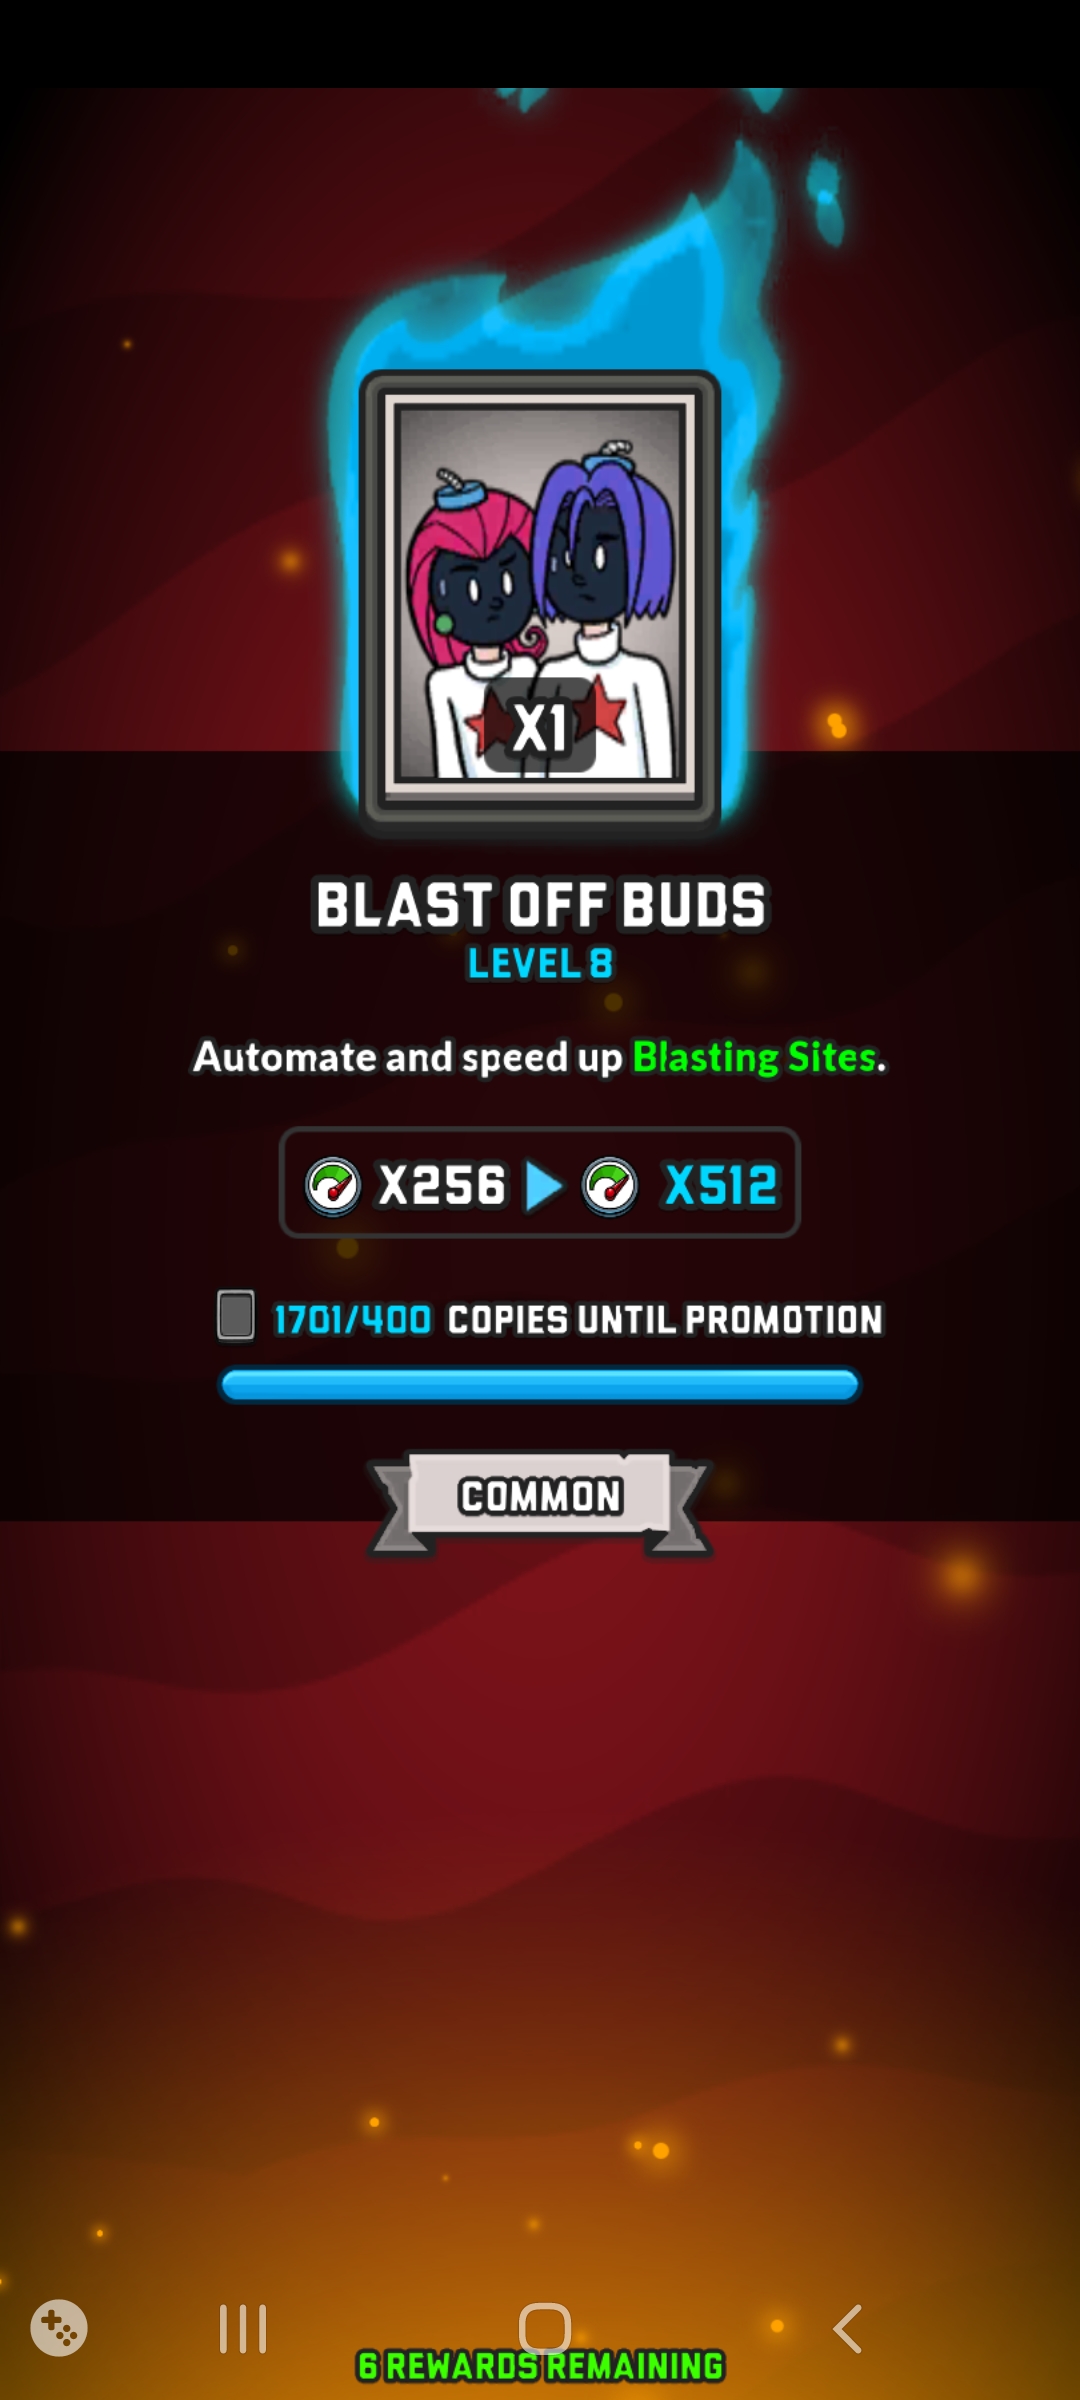 X1
BLAST OFF BUDS
LEVEL 8
Automate and speed up Blasting Sites.
X256 X512
1701/400 COPIES UNTIL PROMOTION
COMMON
6 REWARDS REMAINING